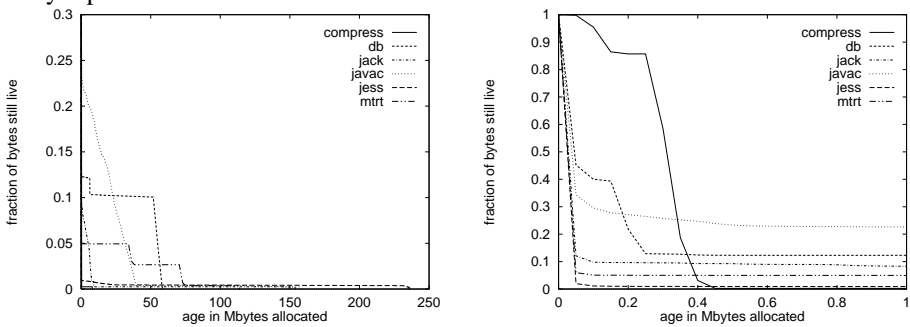 0.3
0.25
0.2
0.15
0.1
0.05
0
fraction of bytes still live
compress
db
jack
javac
jess
mtrt
0 50 100 150 200 250
age in Mbytes allocated
1
0.9
0.8
0.7
0.6
0.5
0.4
0.3
0.2
0.1
0
fraction of bytes still live
compress
db
jack
javac
jess
mtrt
0 0.2 0.4 0.6 0.8 1
age in Mbytes allocated